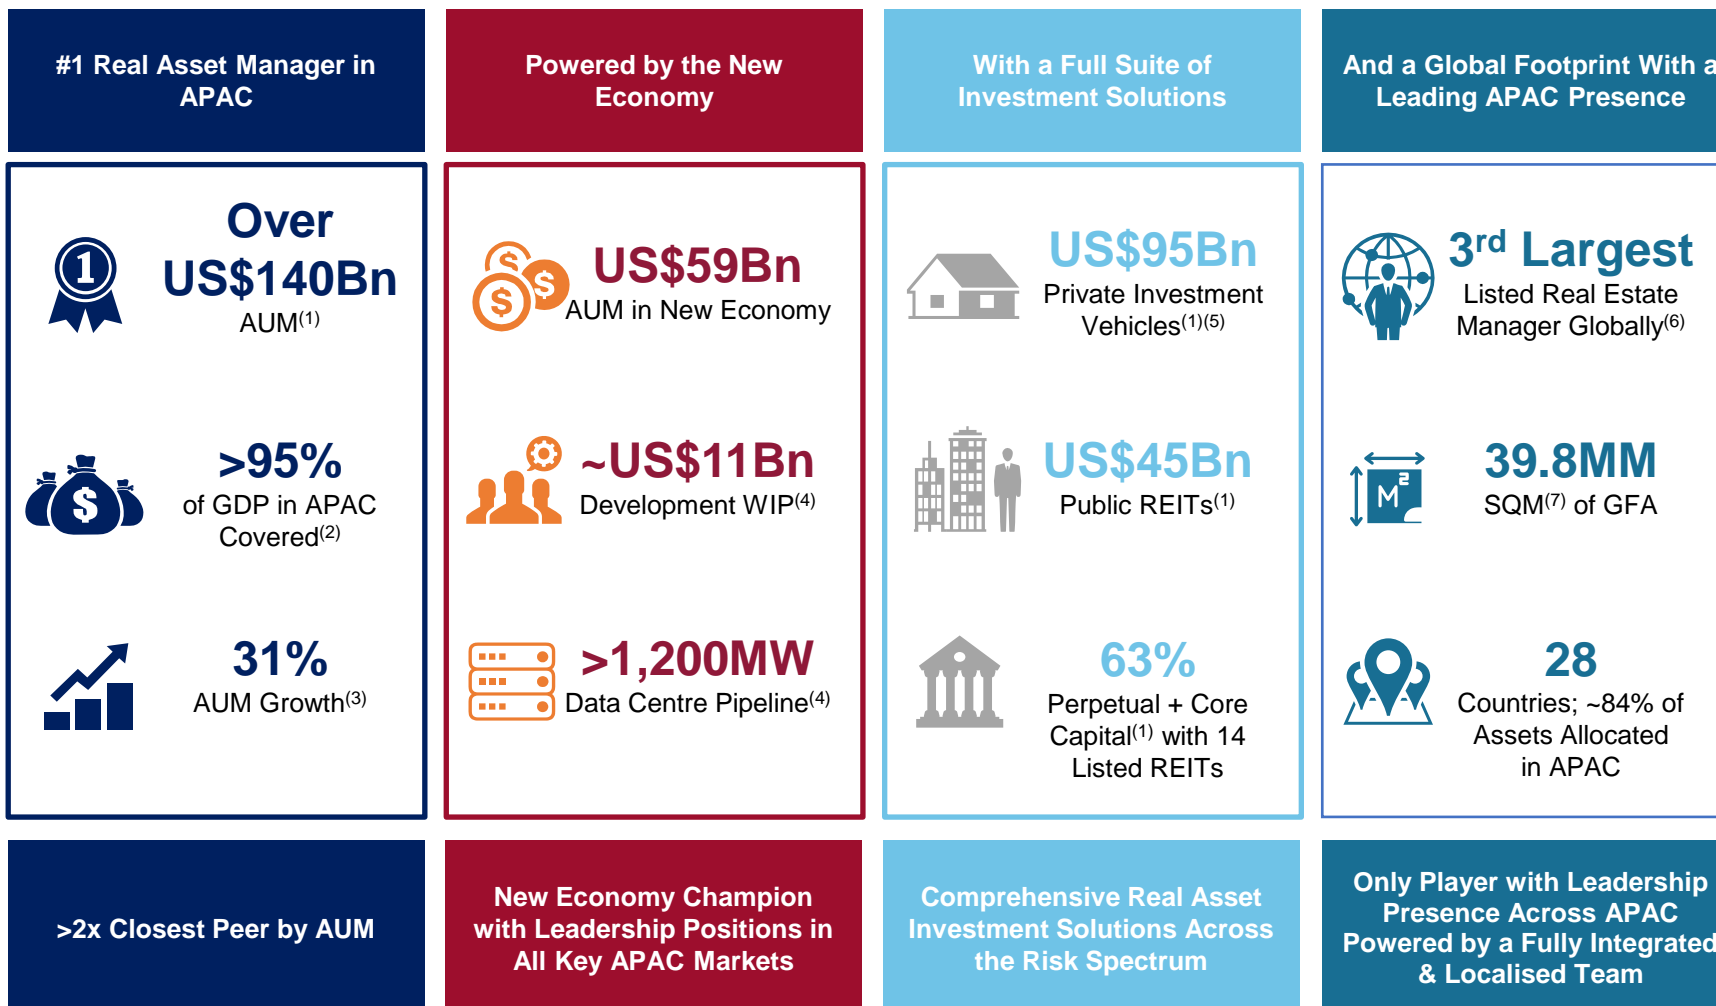 #1 Real Asset Manager in
APAC
Over
US$140Bn
AUM(1)
>95%
of GDP in APAC
Covered(2)
31%
AUM Growth(3)
>2x Closest Peer by AUM
Powered by the New
Economy
US$59Bn
AUM in New Economy
~US$11Bn
Development WIP(4)
>1,200MW
Data Centre Pipeline(4)
New Economy Champion
with Leadership Positions in
All Key APAC Markets
With a Full Suite of
Investment Solutions
US$95Bn
Private Investment
Vehicles(1)(5)
US$45Bn
Public REITs(1)
63%
Perpetual + Core
Capital(1) with 14
Listed REITs
Comprehensive Real Asset
Investment Solutions Across
the Risk Spectrum
And a Global Footprint With a
Leading APAC Presence
3rd Largest
Listed Real Estate
Manager Globally(6)
M2
39.8MM
SQM(7) of GFA
28
Countries; ~84% of
Assets Allocated
in APAC
Only Player with Leadership
Presence Across APAC
Powered by a Fully Integrated
& Localised Team